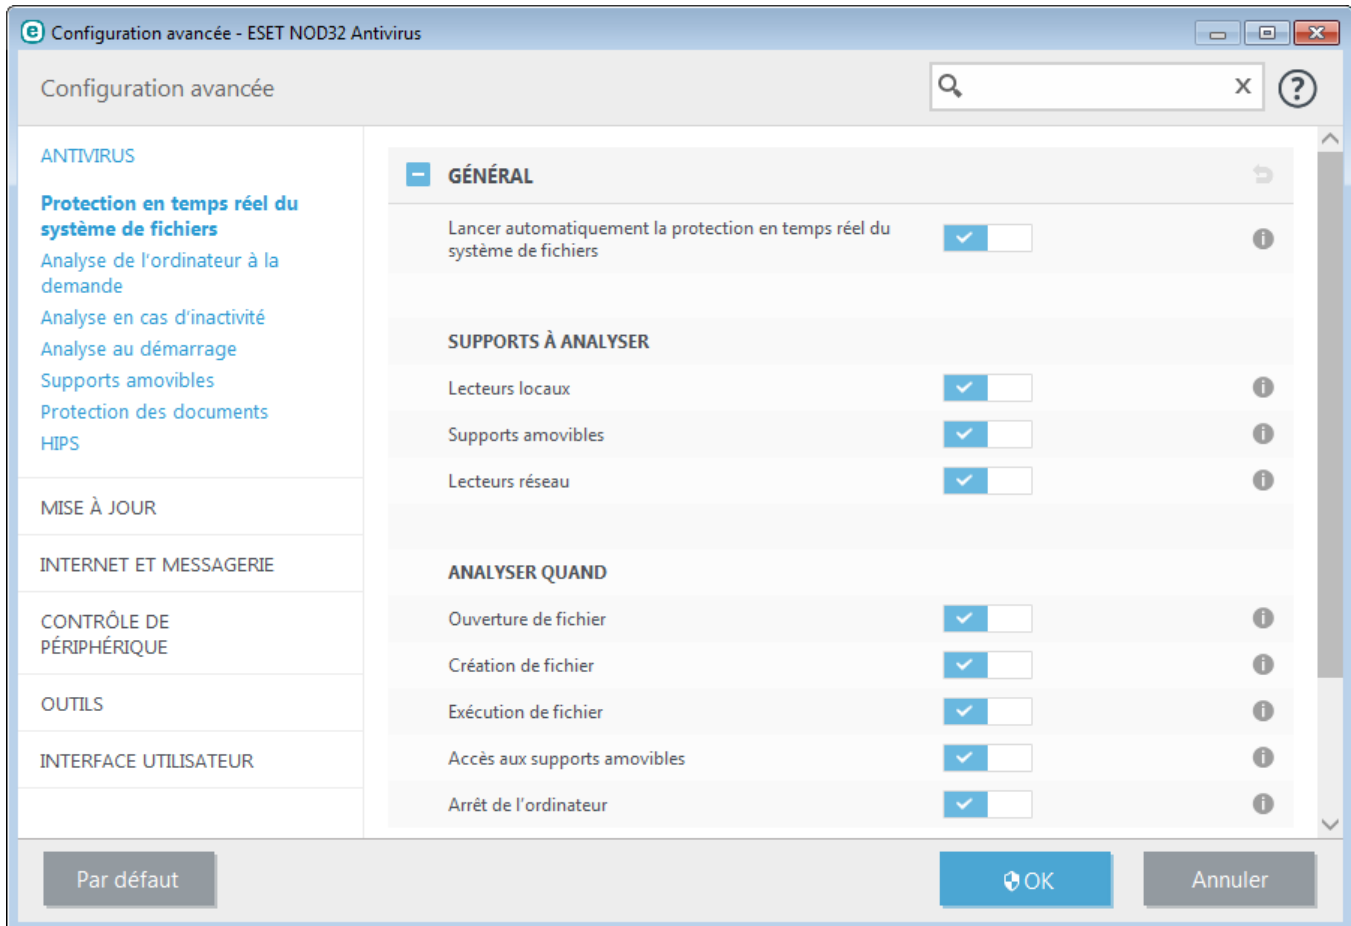 Configuration avancée - ESET NOD32 Antivirus
Configuration avancée
ANTIVIRUS
Protection en temps réel du
système de fichiers
Analyse de l'ordinateur à la
demande
Analyse en cas d'inactivité
Analyse au démarrage
Supports amovibles
Protection des documents
HIPS
MISE À JOUR
INTERNET ET MESSAGERIE
CONTRÔLE DE
PÉRIPHÉRIQUE
OUTILS
INTERFACE UTILISATEUR
GÉNÉRAL
Lancer automatiquement la protection en temps réel du
système de fichiers
SUPPORTS À ANALYSER
Lecteurs locaux
Supports amovibles
Lecteurs réseau
ANALYSER QUAND
Ouverture de fichier
Création de fichier
Exécution de fichier
Accès aux supports amovibles
Arrêt de l'ordinateur
Par défaut
OK
Annuler